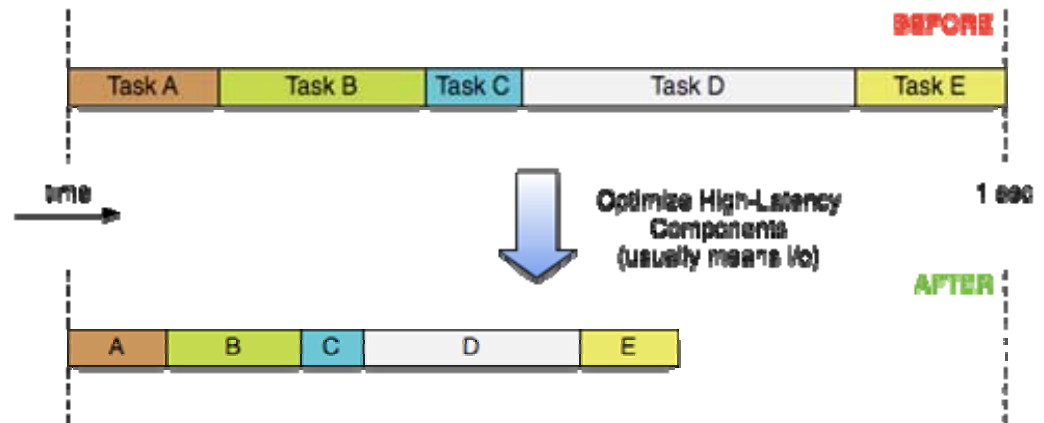 BEFORE
Task A Task B Task C Task D Task E
time
1 sec
Optimize High-Latency
Components
(usually means i/o)
AFTER
A B C D E